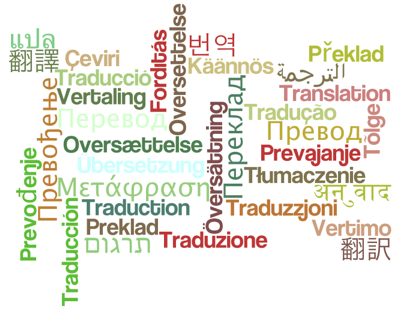 แปล
翻譯
Çeviri
Traducció
Vertaling
Превођење
Перевод
Fordítás
Oversettelse
번역
Käännös
Překlad
الترجمة
Translation
Tradução
Превод
Tölge
Prevajanje
Переклад
Oversættelse
Übersetzung
Översättning
Tłumaczenie
Μετάφραση
अनुवाद
Prevođenje
Traducción
Traduction
Traduzzjoni
Preklad
Vertimo
תרגום
Traduzione
翻訳